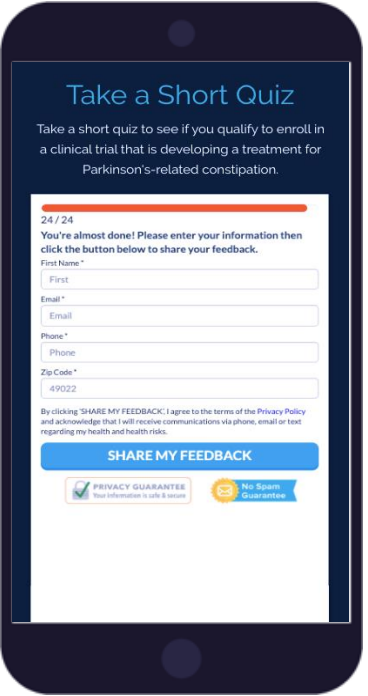 Take a Short Quiz
Take a short quiz to see if you qualify to enroll in
a clinical trial that is developing a treatment for
Parkinson's-related constipation.
24 / 24
You're almost done! Please enter your information then
click the button below to share your feedback.
First Name *
First
Email *
Email
Phone *
Phone
Zip Code *
49022
By clicking 'SHARE MY FEEDBACK', I agree to the terms of the Privacy Policy
and acknowledge that I will receive communications via phone, email or text
regarding my health and health risks.
SHARE MY FEEDBACK
PRIVACY GUARANTEE
Your information is safe & secure
No Spam
Guarantee